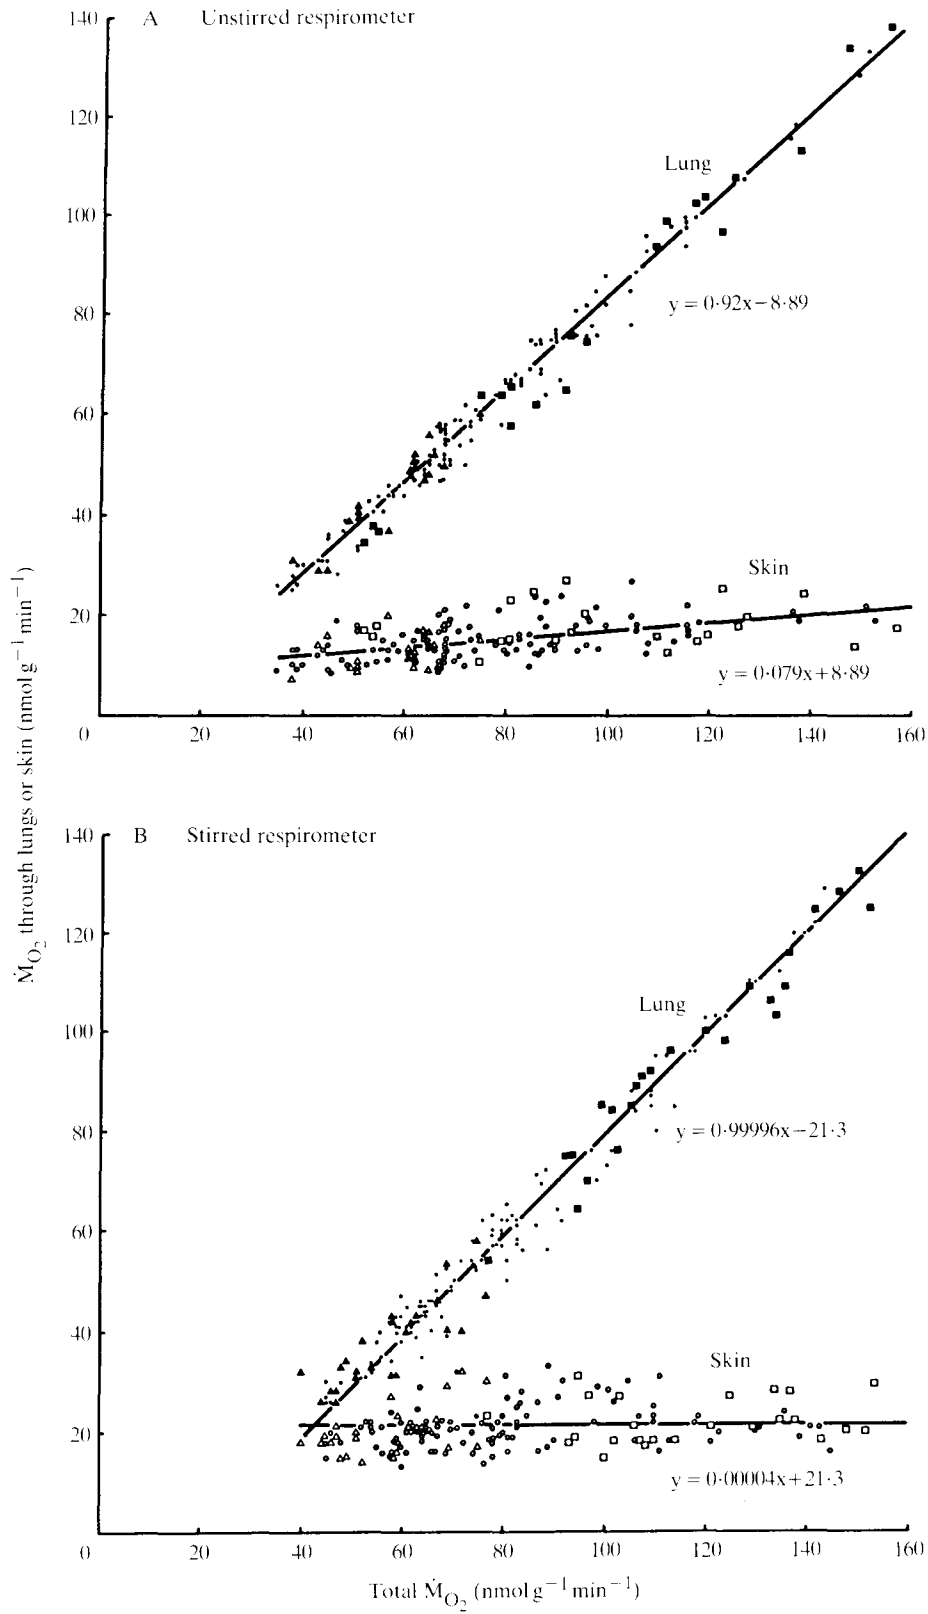 A Unstirred respirometer
140
120
100
80
60
40
20
Lung
y = 0·92x−8·89
Skin
y = 0·079x+8·89
0 20 40 60 80 100 120 140 160
ṀO2 through lungs or skin (nmol g−1 min−1)
B Stirred respirometer
140
120
100
80
60
40
20
Lung
y = 0·99996x−21·3
Skin
y = 0·00004x+21·3
0 20 40 60 80 100 120 140 160
Total ṀO2 (nmol g−1 min−1)